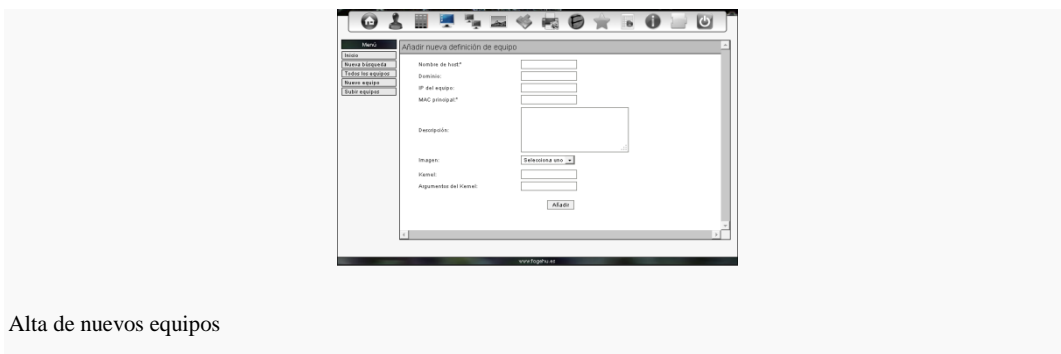 Menú
Inicio
Nueva búsqueda
Todos los equipos
Nuevo equipo
Subir equipos
Añadir nueva definición de equipo
Nombre de host:*
Dominio:
IP del equipo:
MAC principal:*
Descripción:
Imagen:
Selecciona uno
Kernel:
Argumentos del Kernel:
Añadir
Alta de nuevos equipos